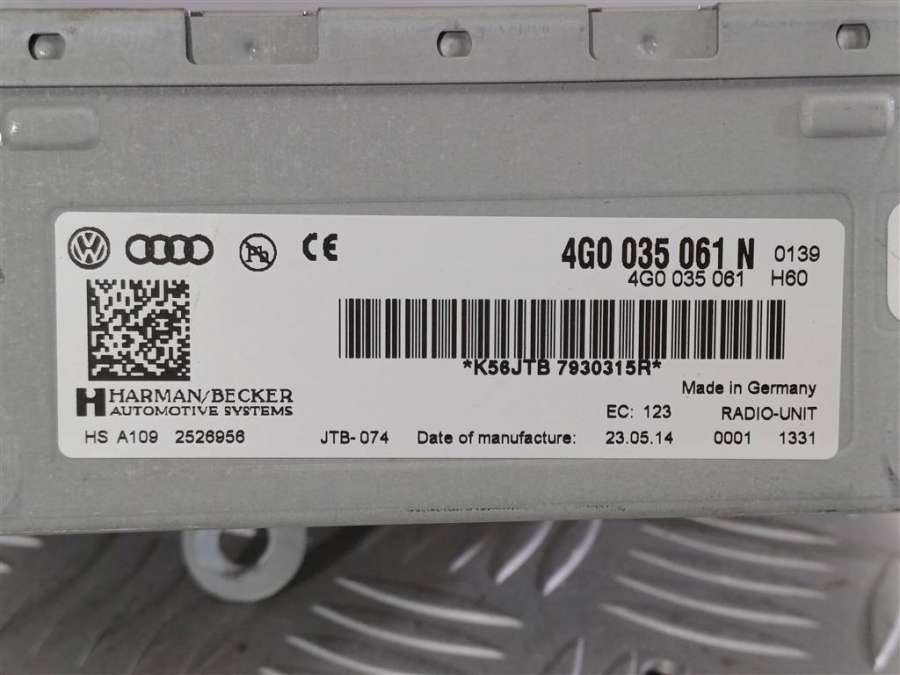 4G0 035 061 N 0139
4G0 035 061 H60
*K56JTB 7930315R*
HARMAN/BECKER
AUTOMOTIVE SYSTEMS
Made in Germany
EC: 123 RADIO-UNIT
HS A109 2526956 JTB-074 Date of manufacture: 23.05.14 0001 1331